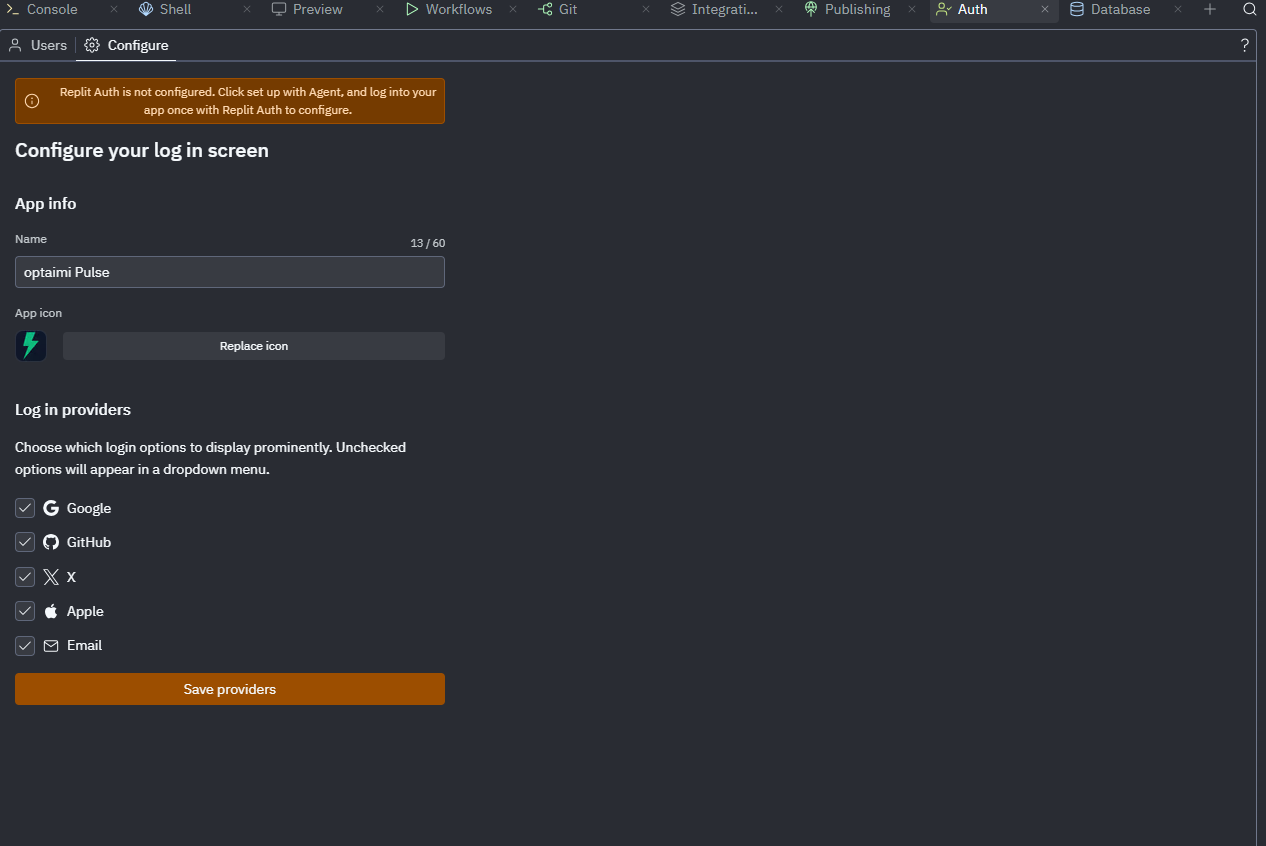 Console
Shell
Preview
Workflows
Git
Integrati...
Publishing
Auth
Database
Users
Configure
?
Replit Auth is not configured. Click set up with Agent, and log into your
app once with Replit Auth to configure.
Configure your log in screen
App info
Name
13 / 60
optaimi Pulse
App icon
Replace icon
Log in providers
Choose which login options to display prominently. Unchecked
options will appear in a dropdown menu.
Google
GitHub
X
Apple
Email
Save providers